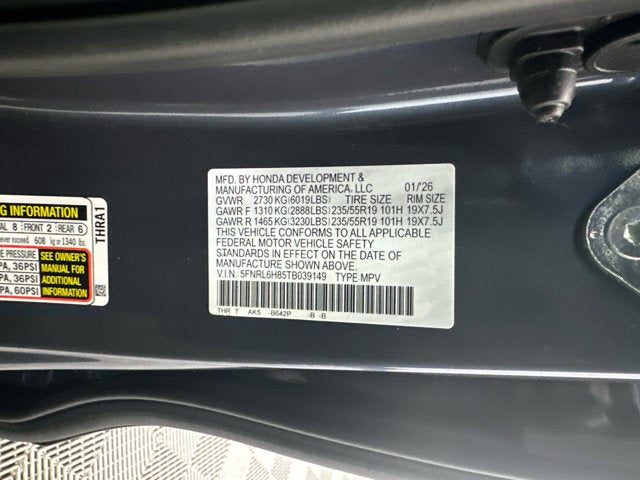 MFD. BY HONDA DEVELOPMENT &
MANUFACTURING OF AMERICA, LLC 01/'26
GVWR 2730 KG(6019LBS) TIRE SIZE RIM SIZE
GAWR F 1310 KG(2888LBS) 235/55R19 101H 19X7.5J
GAWR R 1465 KG(3230LBS) 235/55R19 101H 19X7.5J
THIS VEHICLE CONFORMS TO ALL APPLICABLE
FEDERAL MOTOR VEHICLE SAFETY
STANDARDS IN EFFECT ON THE DATE OF
MANUFACTURE SHOWN ABOVE.
V.I.N. 5FNRL6H85TB039149 TYPE MPV
THR T AK5 -B642P -B -B
G INFORMATION
AL 8 FRONT 2 REAR 6
ever exceed 608 kg or 1340 lbs.
E PRESSURE
PA, 36PSI
PA, 36PSI
PA, 60PSI
SEE OWNER'S
MANUAL FOR
ADDITIONAL
INFORMATION
THRA1